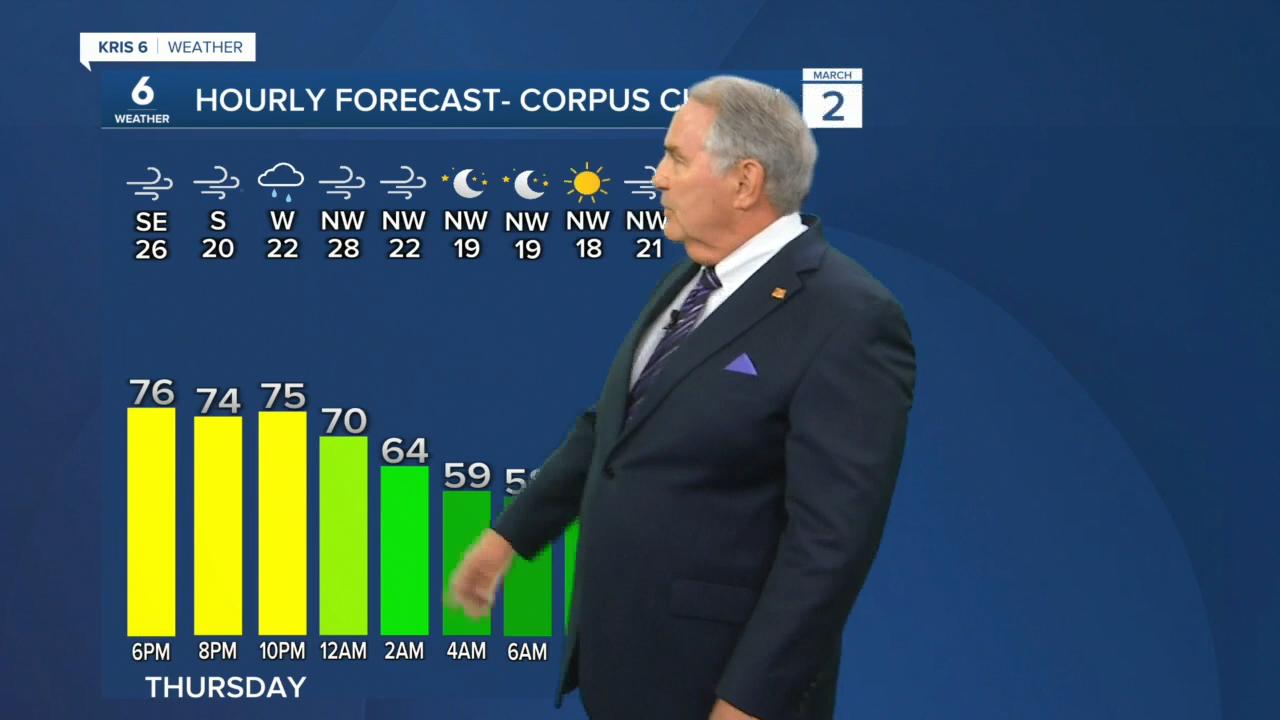 KRIS 6 | WEATHER
6
WEATHER
HOURLY FORECAST- CORPUS
MARCH
2
SE S W NW NW NW NW NW NW
26 20 22 28 22 19 19 18 21
76 74 75 70 64 59
6PM 8PM 10PM 12AM 2AM 4AM 6AM
THURSDAY